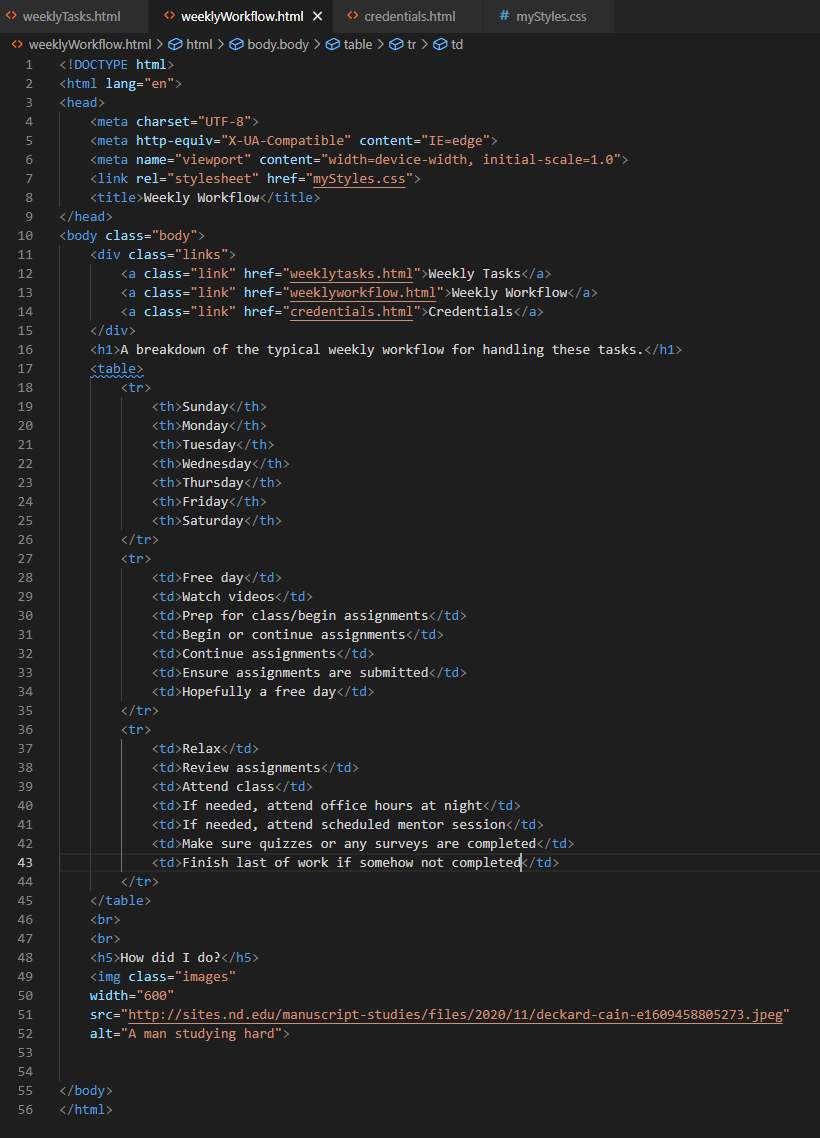 weeklyTasks.html weeklyWorkflow.html credentials.html # myStyles.css
weeklyWorkflow.html > html > body.body > table > tr > td
1 <!DOCTYPE html>
2 <html lang="en">
3 <head>
4 <meta charset="UTF-8">
5 <meta http-equiv="X-UA-Compatible" content="IE=edge">
6 <meta name="viewport" content="width=device-width, initial-scale=1.0">
7 <link rel="stylesheet" href="myStyles.css">
8 <title>Weekly Workflow</title>
9 </head>
10 <body class="body">
11 <div class="links">
12 <a class="link" href="weeklytasks.html">Weekly Tasks</a>
13 <a class="link" href="weeklyworkflow.html">Weekly Workflow</a>
14 <a class="link" href="credentials.html">Credentials</a>
15 </div>
16 <h1>A breakdown of the typical weekly workflow for handling these tasks.</h1>
17 <table>
18 <tr>
19 <th>Sunday</th>
20 <th>Monday</th>
21 <th>Tuesday</th>
22 <th>Wednesday</th>
23 <th>Thursday</th>
24 <th>Friday</th>
25 <th>Saturday</th>
26 </tr>
27 <tr>
28 <td>Free day</td>
29 <td>Watch videos</td>
30 <td>Prep for class/begin assignments</td>
31 <td>Begin or continue assignments</td>
32 <td>Continue assignments</td>
33 <td>Ensure assignments are submitted</td>
34 <td>Hopefully a free day</td>
35 </tr>
36 <tr>
37 <td>Relax</td>
38 <td>Review assignments</td>
39 <td>Attend class</td>
40 <td>If needed, attend office hours at night</td>
41 <td>If needed, attend scheduled mentor session</td>
42 <td>Make sure quizzes or any surveys are completed</td>
43 <td>Finish last of work if somehow not completed</td>
44 </tr>
45 </table>
46 <br>
47 <br>
48 <h5>How did I do?</h5>
49 <img class="images"
50 width="600"
51 src="http://sites.nd.edu/manuscript-studies/files/2020/11/deckard-cain-e1609458805273.jpeg"
52 alt="A man studying hard">
53
54
55 </body>
56 </html>